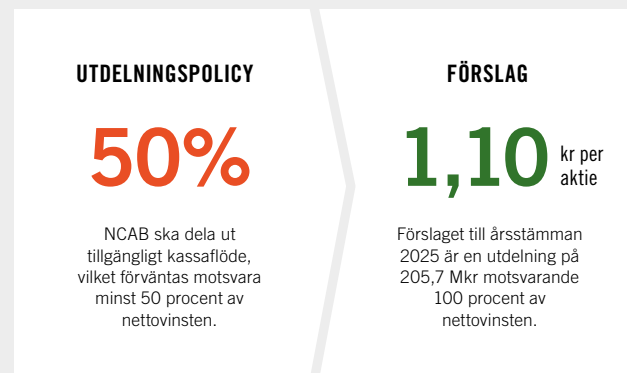 UTDELNINGSPOLICY
50%
NCAB ska dela ut
tillgängligt kassaflöde,
vilket förväntas motsvara
minst 50 procent av
nettovinsten.
FÖRSLAG
1,10 kr per
aktie
Förslaget till årsstämman
2025 är en utdelning på
205,7 Mkr motsvarande
100 procent av
nettovinsten.